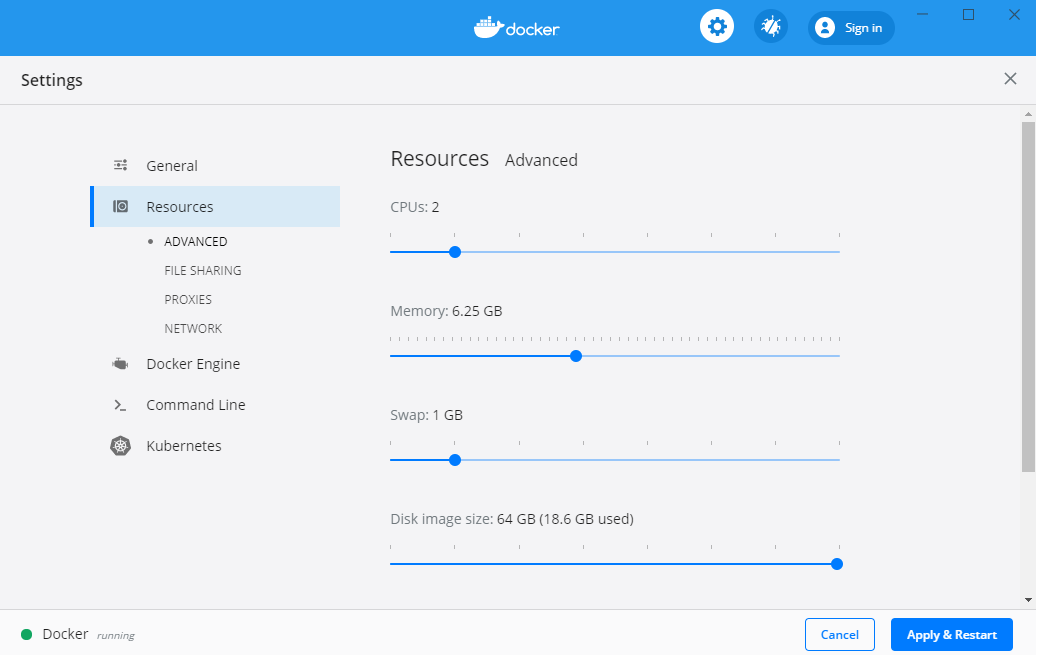 docker
Sign in
Settings
General
Resources
ADVANCED
FILE SHARING
PROXIES
NETWORK
Docker Engine
Command Line
Kubernetes
Resources Advanced
CPUs: 2
Memory: 6.25 GB
Swap: 1 GB
Disk image size: 64 GB (18.6 GB used)
Docker running
Cancel
Apply & Restart